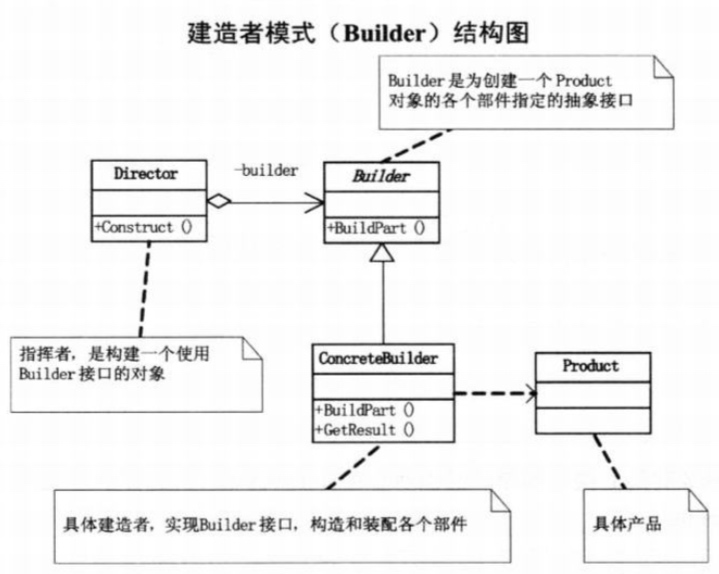 建造者模式（Builder）结构图
Builder是为创建一个Product
对象的各个部件指定的抽象接口
Director
-builder
Builder
+Construct ()
+BuildPart ()
指挥者，是构建一个使用
Builder接口的对象
ConcreteBuilder
Product
+BuildPart ()
+GetResult ()
具体建造者，实现Builder接口，构造和装配各个部件
具体产品